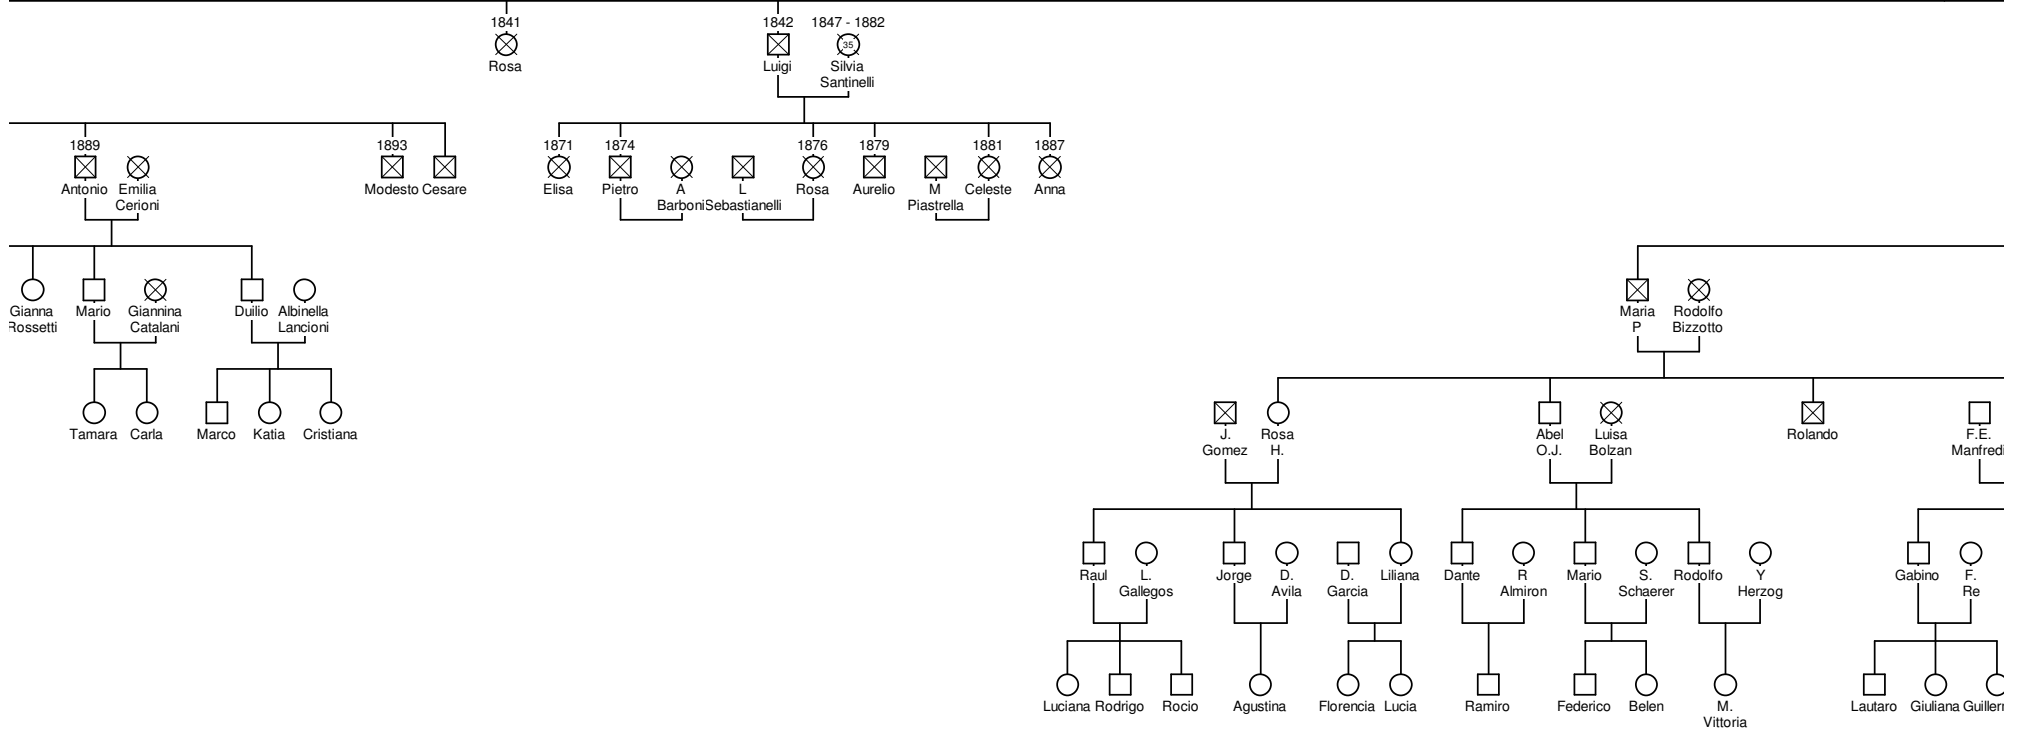 1841
1842
1847 - 1882
35
Rosa
Luigi
Silvia
Santinelli
1889
1893
1871
1874
1876
1879
1881
1887
Antonio
Emilia
Cerioni
Modesto
Cesare
Elisa
Pietro
A
Barboni
L
Sebastianelli
Rosa
Aurelio
M
Piastrella
Celeste
Anna
Gianna
Rossetti
Mario
Giannina
Catalani
Duilio
Albinella
Lancioni
Maria
P
Rodolfo
Bizzotto
Tamara
Carla
Marco
Katia
Cristiana
J.
Gomez
Rosa
H.
Abel
O.J.
Luisa
Bolzan
Rolando
F.E.
Manfredi
Raul
L.
Gallegos
Jorge
D.
Avila
D.
Garcia
Liliana
Dante
R
Almiron
Mario
S.
Schaerer
Rodolfo
Y
Herzog
Gabino
F.
Re
Luciana
Rodrigo
Rocio
Agustina
Florencia
Lucia
Ramiro
Federico
Belen
M.
Vittoria
Lautaro
Giuliana